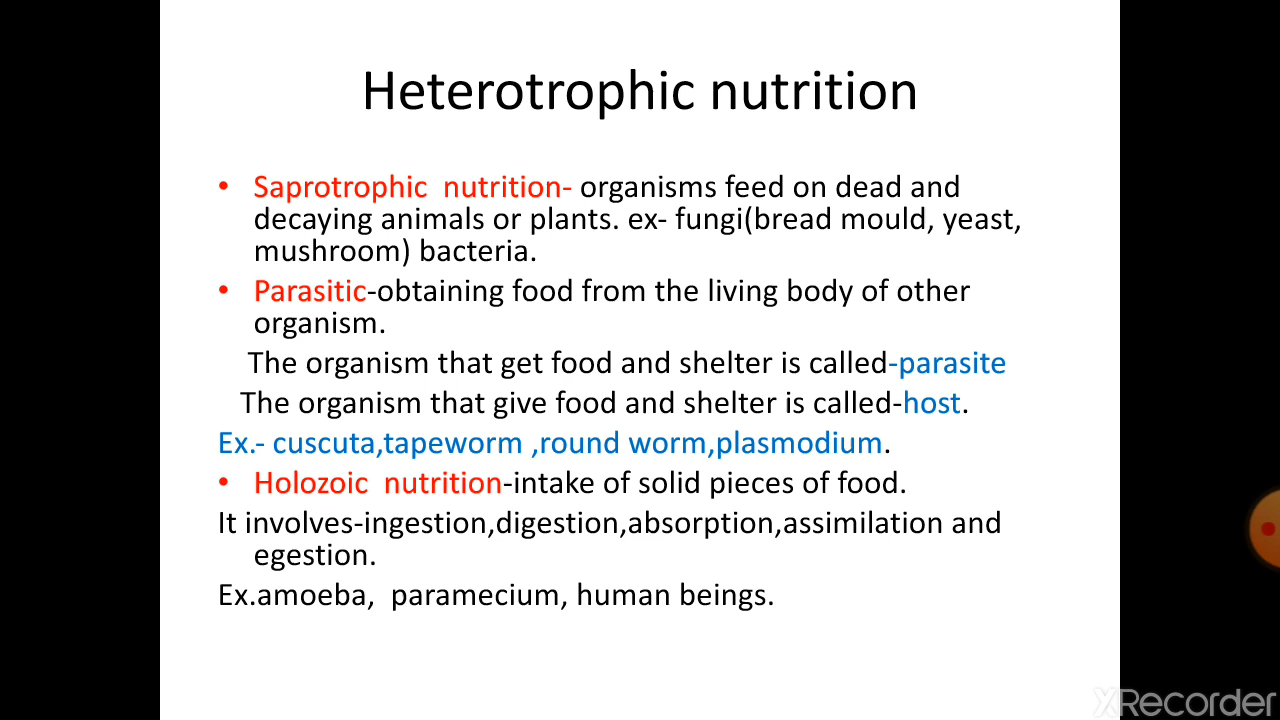 Heterotrophic nutrition
• Saprotrophic  nutrition- organisms feed on dead and
decaying animals or plants. ex- fungi(bread mould, yeast,
mushroom) bacteria.
• Parasitic-obtaining food from the living body of other
organism.
The organism that get food and shelter is called-parasite
The organism that give food and shelter is called-host.
Ex.- cuscuta,tapeworm ,round worm,plasmodium.
• Holozoic  nutrition-intake of solid pieces of food.
It involves-ingestion,digestion,absorption,assimilation and
egestion.
Ex.amoeba,  paramecium, human beings.
XRecorder